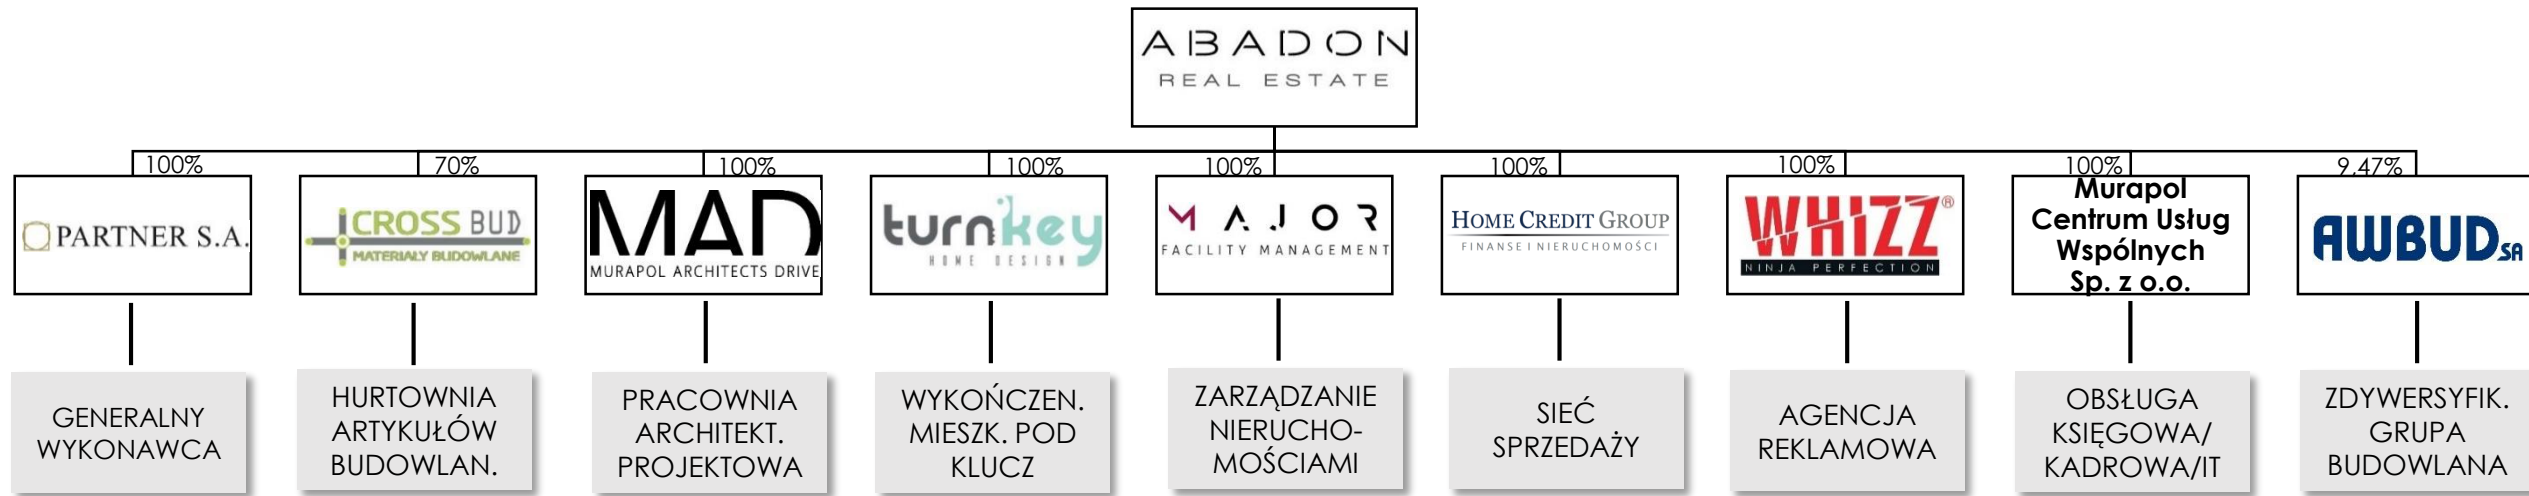 ABADON
REAL ESTATE
100%
70%
100%
100%
100%
100%
100%
100%
9,47%
PARTNER S.A.
CROSS BUD
MATERIAŁY BUDOWLANE
MAD
MURAPOL ARCHITECTS DRIVE
turnkey
HOME DESIGN
MAJOR
FACILITY MANAGEMENT
HOME CREDIT GROUP
FINANSE I NIERUCHOMOŚCI
WHIZZ®
NINJA PERFECTION
Murapol
Centrum Usług
Wspólnych
Sp. z o.o.
AWBUD SA
GENERALNY
WYKONAWCA
HURTOWNIA
ARTYKUŁÓW
BUDOWLAN.
PRACOWNIA
ARCHITEKT.
PROJEKTOWA
WYKOŃCZEN.
MIESZK. POD
KLUCZ
ZARZĄDZANIE
NIERUCHO-
MOŚCIAMI
SIEĆ
SPRZEDAŻY
AGENCJA
REKLAMOWA
OBSŁUGA
KSIĘGOWA/
KADROWA/IT
ZDYWERSYFIK.
GRUPA
BUDOWLANA